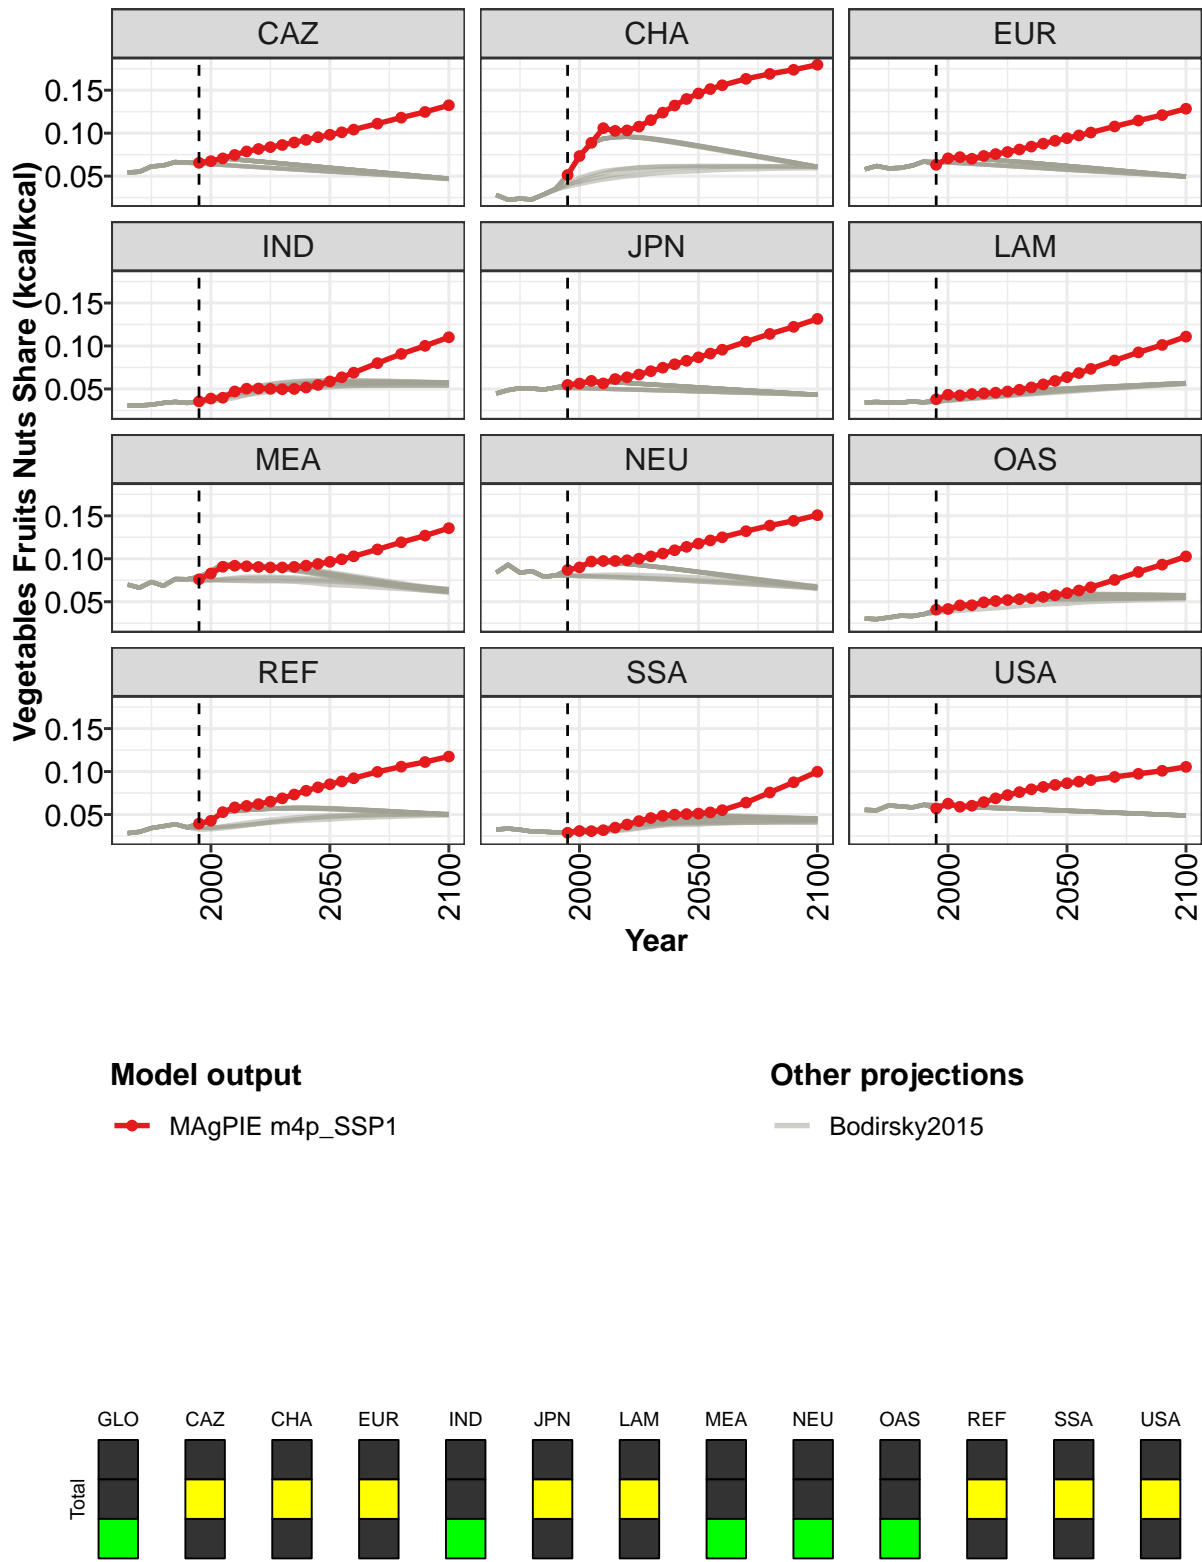 CAZ CHA EUR
0.15
0.10
0.05
IND JPN LAM
0.15
0.10
0.05
MEA NEU OAS
0.15
0.10
0.05
REF SSA USA
0.15
0.10
0.05
Vegetables Fruits Nuts Share (kcal/kcal)
2000 2050 2100 2000 2050 2100 2000 2050 2100
Year
Model output Other projections
MAgPIE m4p_SSP1 Bodirsky2015
GLO CAZ CHA EUR IND JPN LAM MEA NEU OAS REF SSA USA
Total